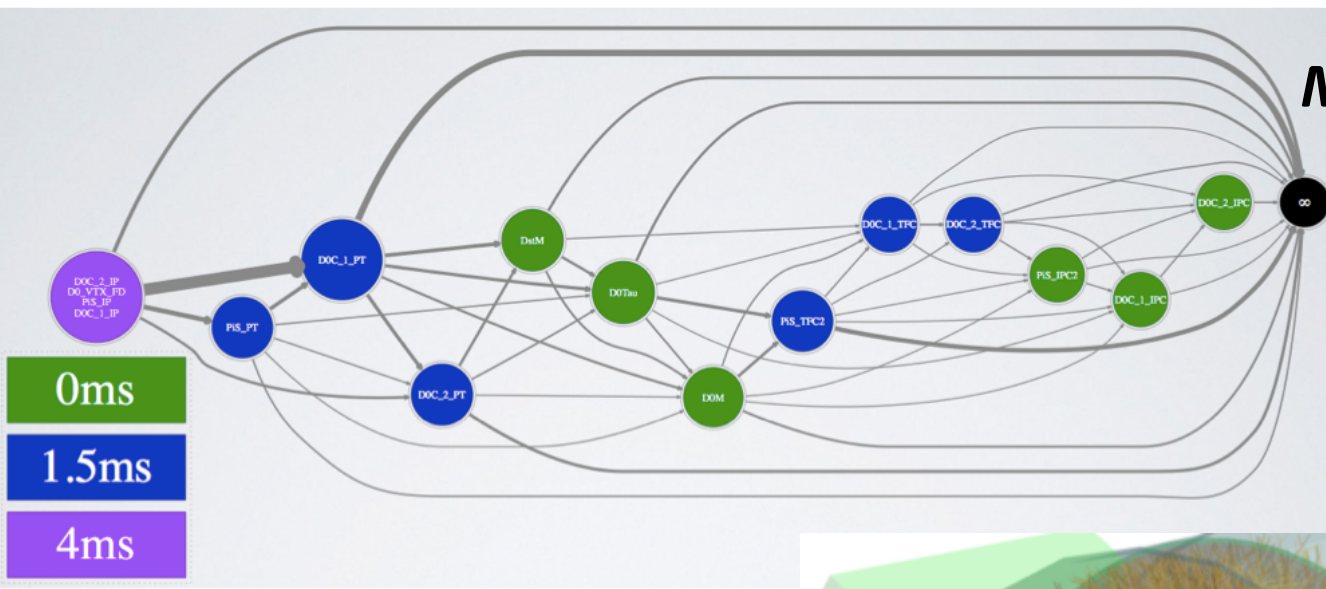 D0C_2_IP
D0_VTX_FD
PiS_IP
D0C_1_IP
PiS_PT
D0C_1_PT
D0C_2_PT
DstM
D0Tau
D0M
PiS_TFC2
D0C_1_TFC
D0C_2_TFC
PiS_IPC2
D0C_1_IPC
D0C_2_IPC
∞
0ms
1.5ms
4ms